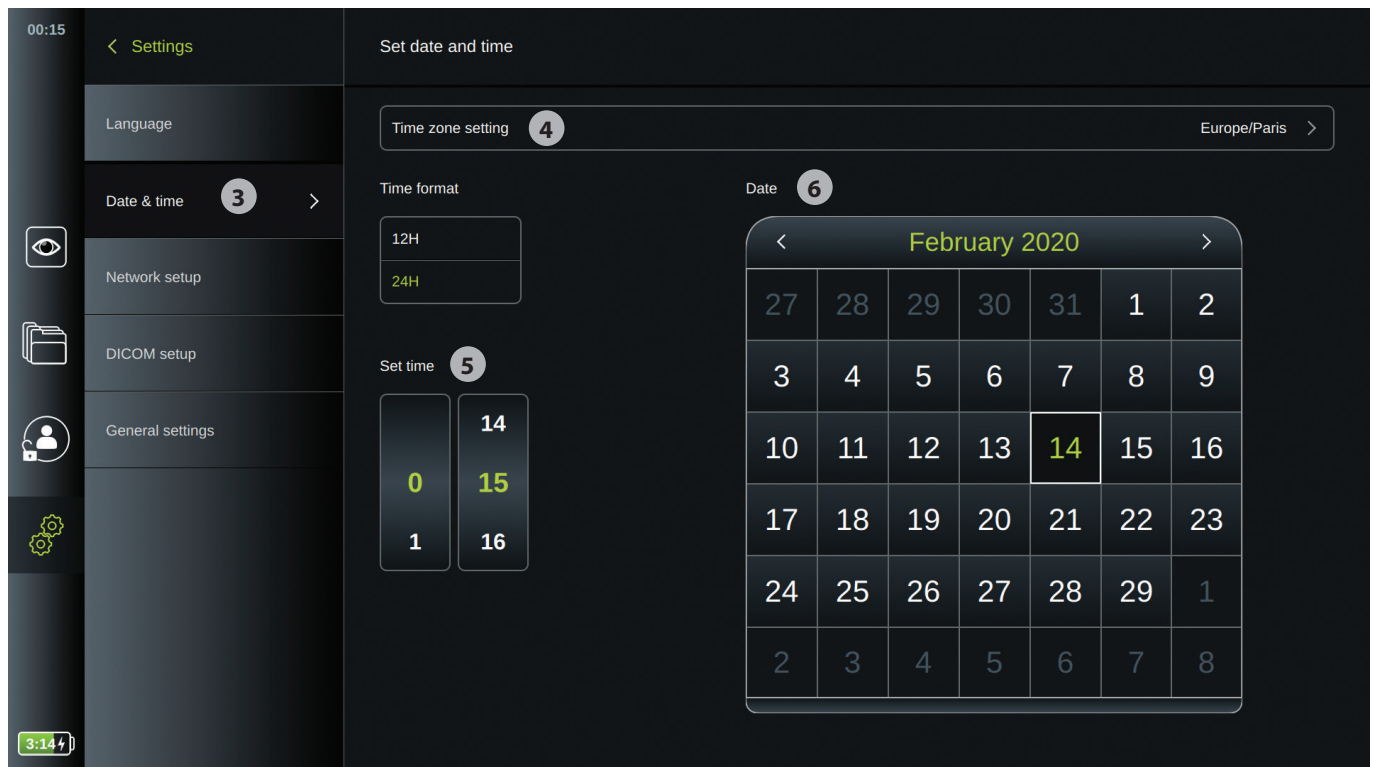 00:15
Settings
Set date and time
Language
Time zone setting 4 Europe/Paris
Date & time 3
Time format
Date 6
12H
24H
February 2020
27 28 29 30 31 1 2
3 4 5 6 7 8 9
10 11 12 13 14 15 16
17 18 19 20 21 22 23
24 25 26 27 28 29 1
2 3 4 5 6 7 8
Network setup
DICOM setup
General settings
Set time 5
14
0 15
1 16
3:14